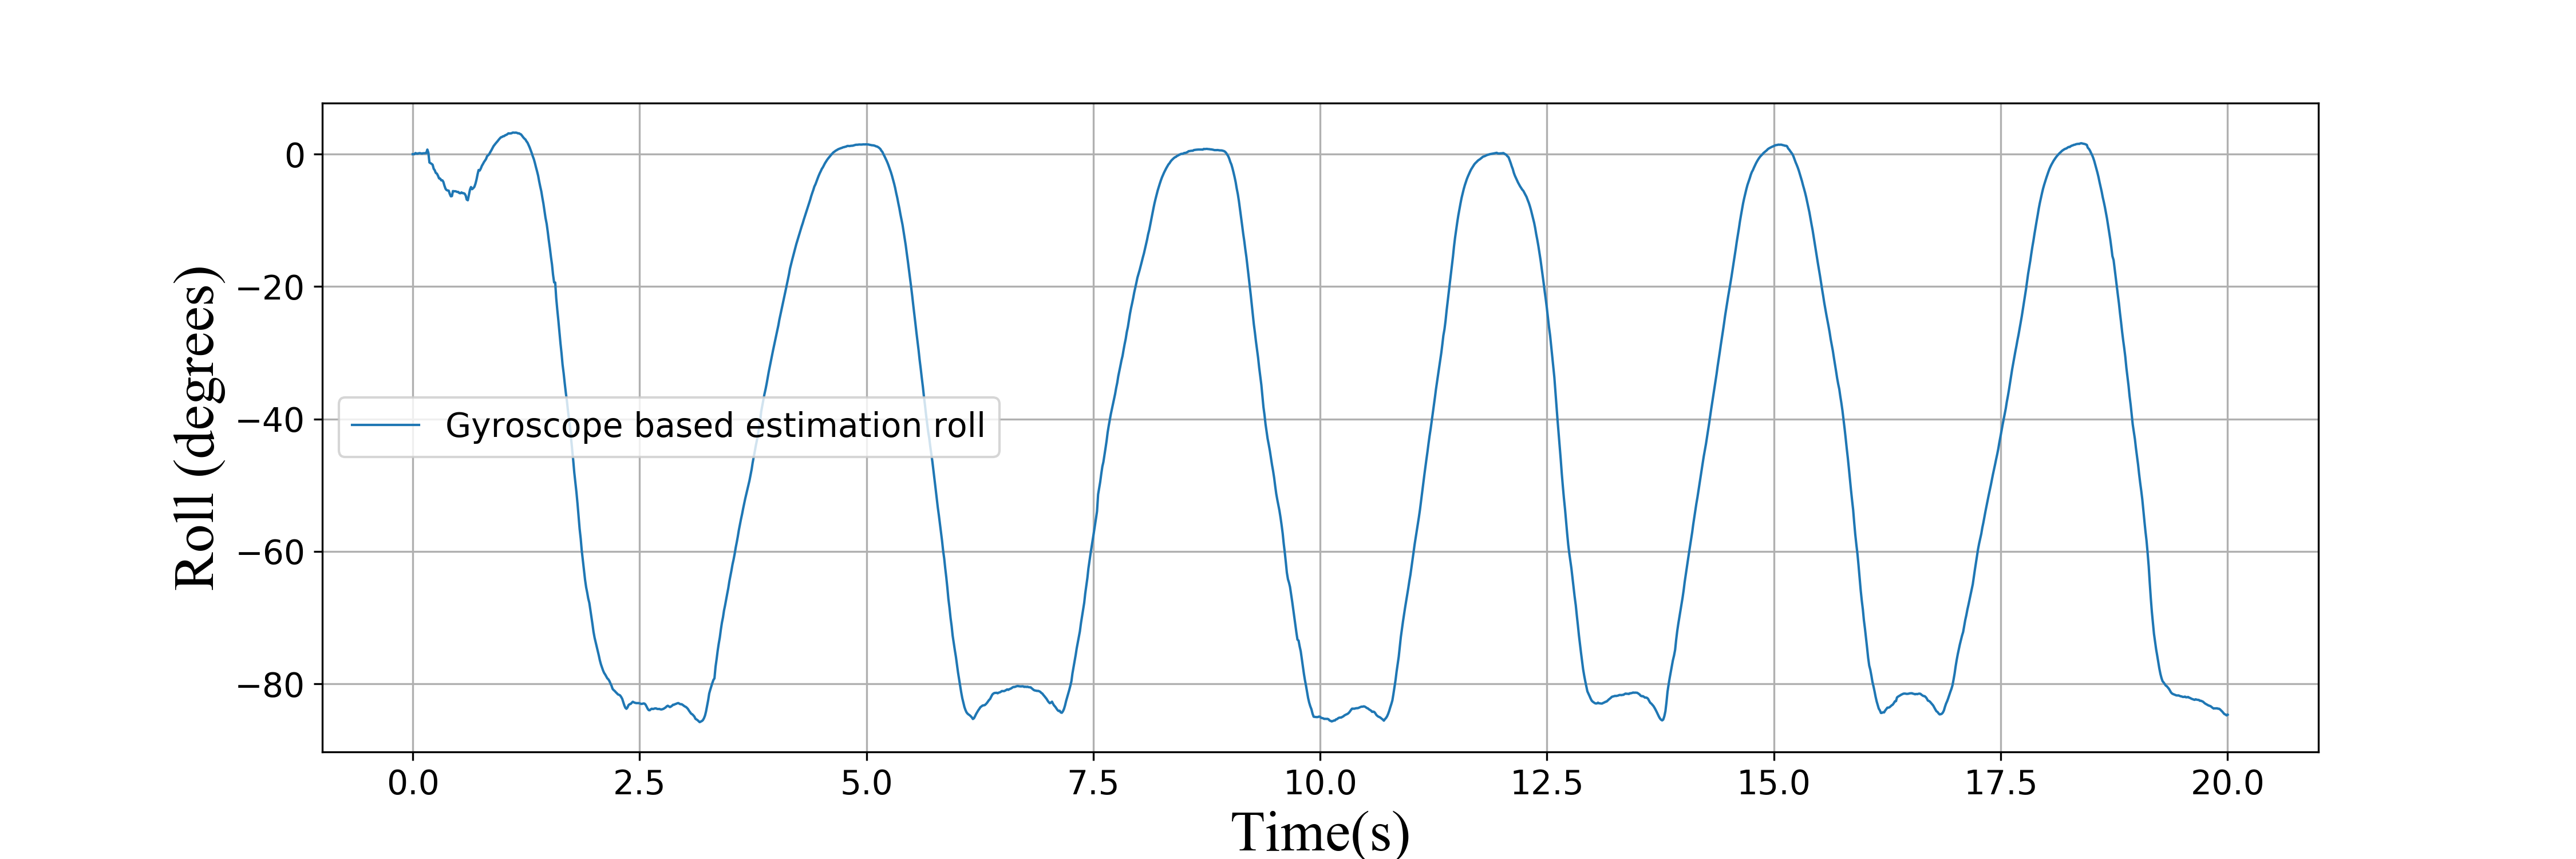 0
−20
−40
−60
−80
Roll (degrees)
Gyroscope based estimation roll
0.0 2.5 5.0 7.5 10.0 12.5 15.0 17.5 20.0
Time(s)